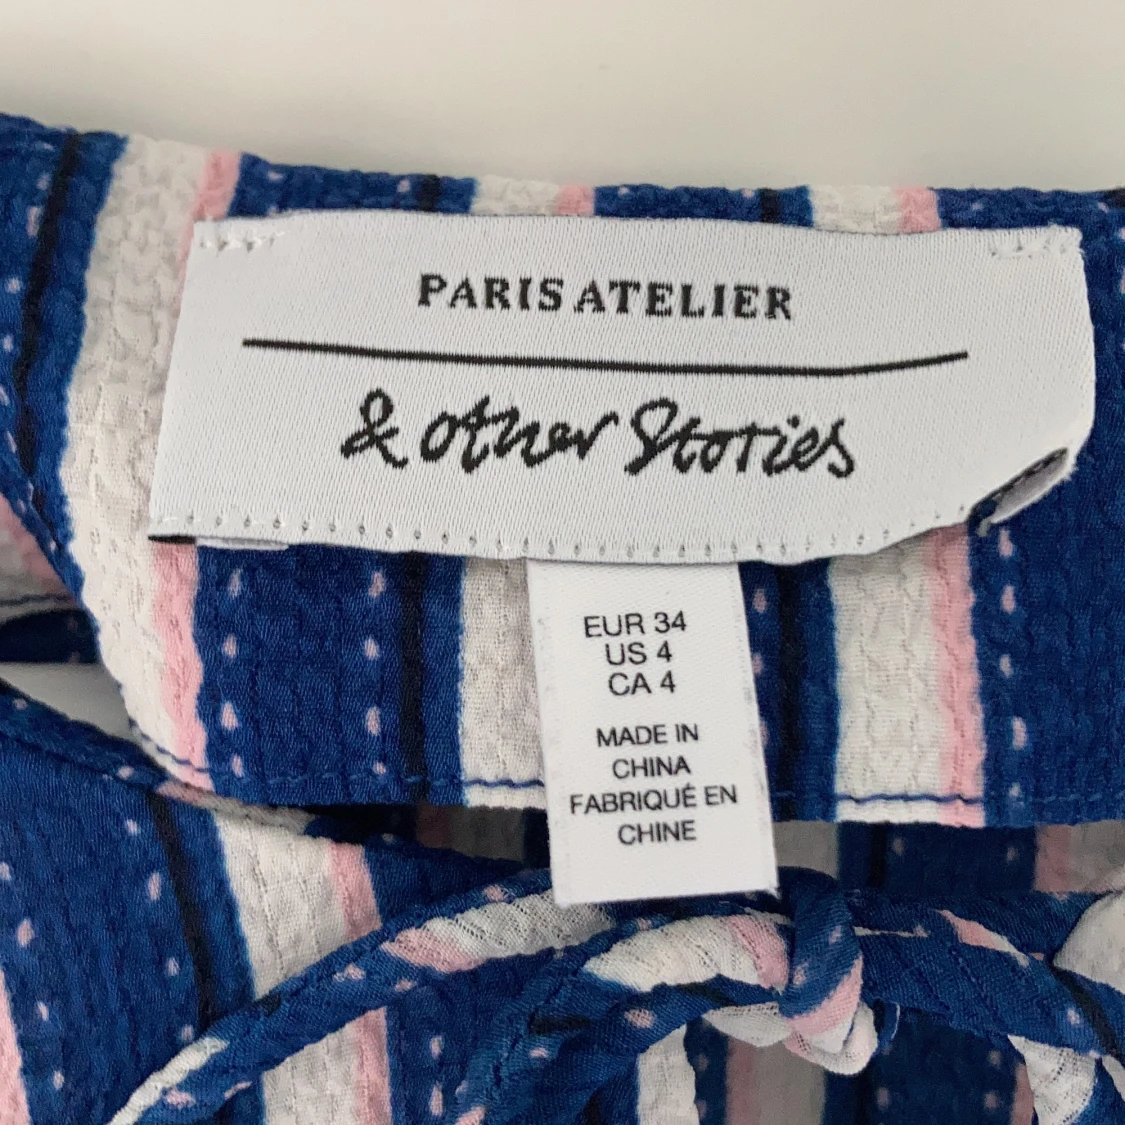 PARIS ATELIER
& other Stories
EUR 34
US 4
CA 4
MADE IN
CHINA
FABRIQUÉ EN
CHINE